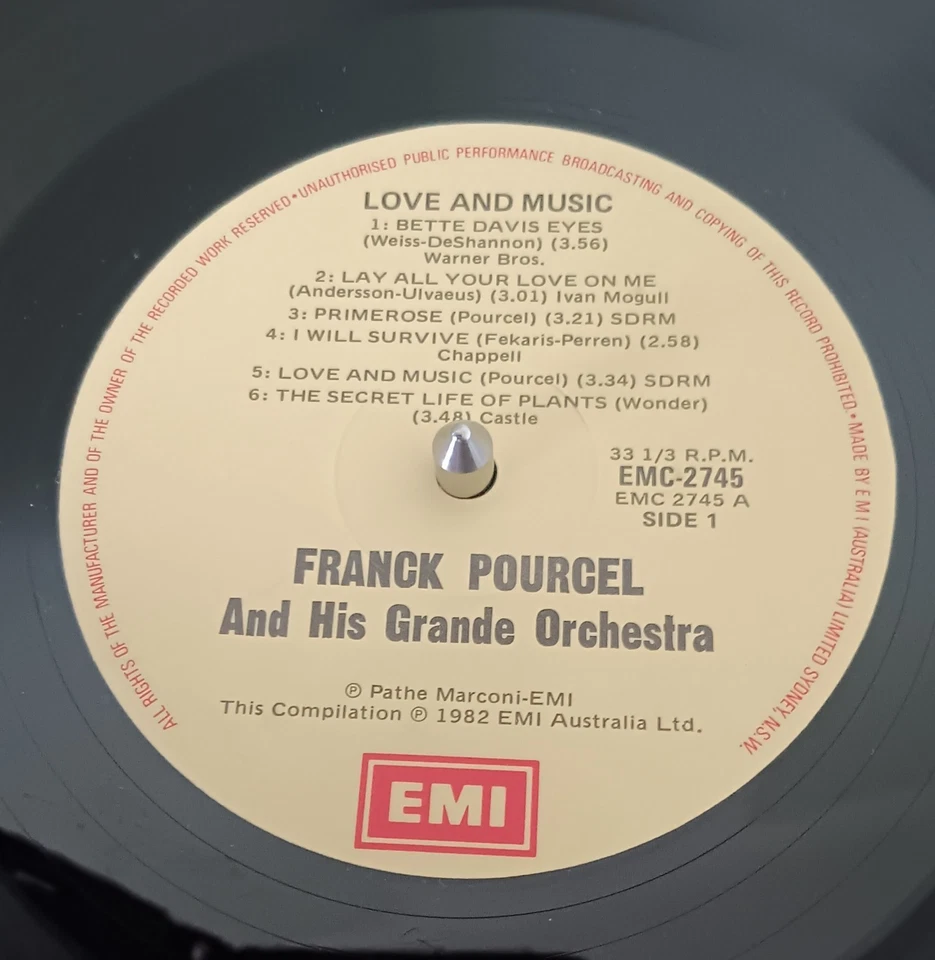 ALL RIGHTS OF THE MANUFACTURER AND OF THE OWNER OF THE RECORDED WORK RESERVED•UNAUTHORISED PUBLIC PERFORMANCE BROADCASTING AND COPYING OF THIS RECORD PROHIBITED.•MADE BY E M I (AUSTRALIA) LIMITED SYDNEY, N.S.W.
LOVE AND MUSIC
1: BETTE DAVIS EYES
(Weiss-DeShannon) (3.56)
Warner Bros.
2: LAY ALL YOUR LOVE ON ME
(Andersson-Ulvaeus) (3.01) Ivan Mogull
3: PRIMEROSE (Pourcel) (3.21) SDRM
4: I WILL SURVIVE (Fekaris-Perren) (2.58)
Chappell
5: LOVE AND MUSIC (Pourcel) (3.34) SDRM
6: THE SECRET LIFE OF PLANTS (Wonder)
(3.48) Castle
33 1/3 R.P.M.
EMC-2745
EMC 2745 A
SIDE 1
FRANCK POURCEL
And His Grande Orchestra
℗ Pathe Marconi-EMI
This Compilation ℗ 1982 EMI Australia Ltd.
EMI